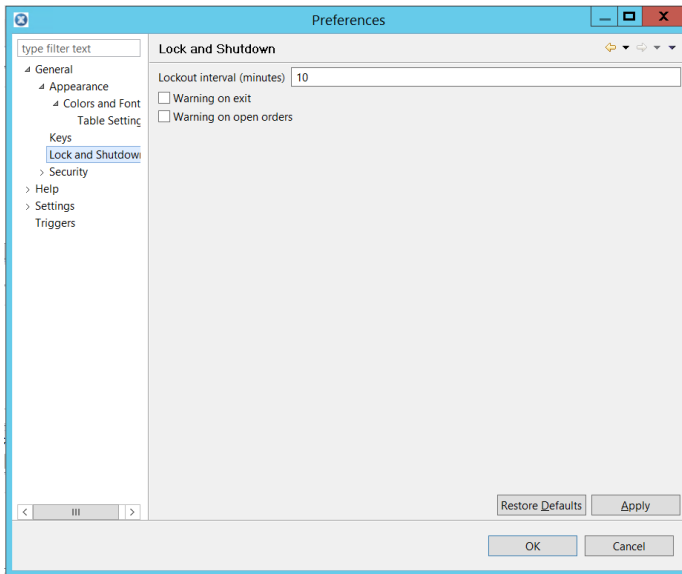 Preferences
type filter text
General
Appearance
Colors and Font
Table Setting
Keys
Lock and Shutdown
Security
Help
Settings
Triggers
Lock and Shutdown
Lockout interval (minutes) 10
Warning on exit
Warning on open orders
Restore Defaults Apply
OK Cancel